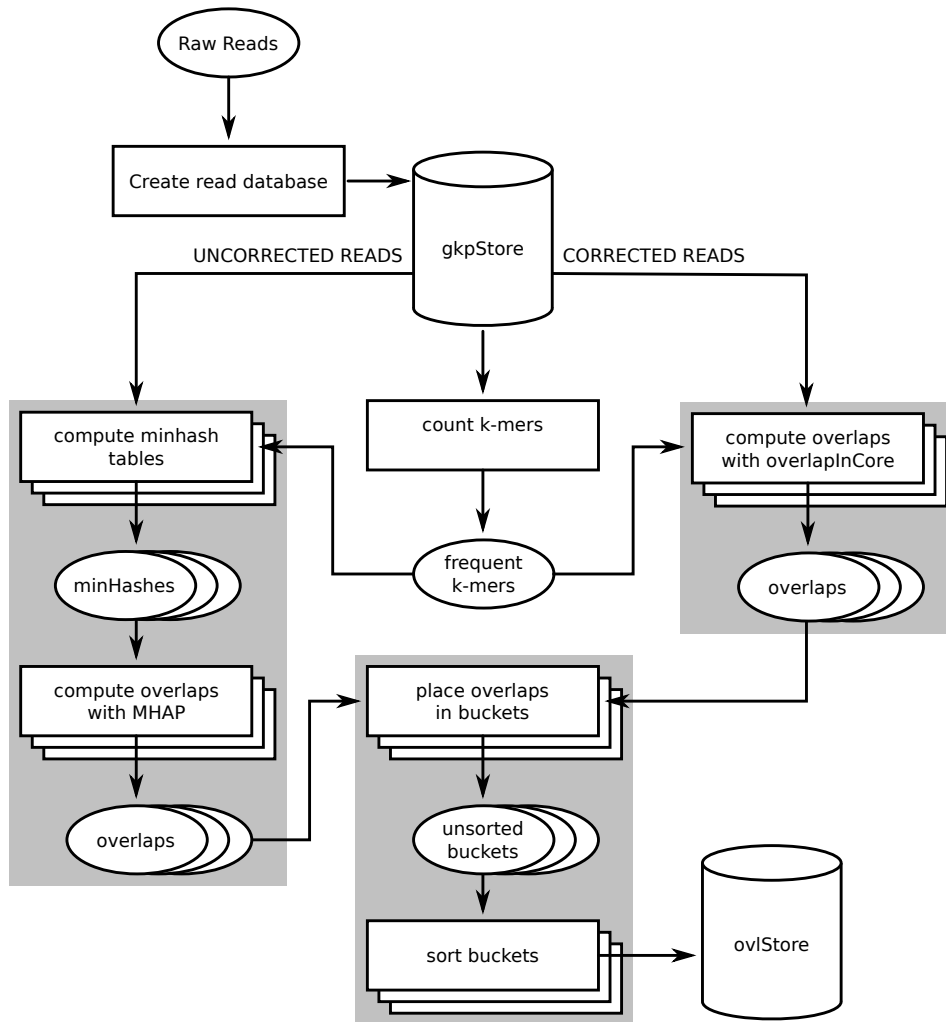 Raw Reads
Create read database
gkpStore
UNCORRECTED READS
CORRECTED READS
compute minhash
tables
count k-mers
compute overlaps
with overlapInCore
minHashes
frequent
k-mers
overlaps
compute overlaps
with MHAP
place overlaps
in buckets
overlaps
unsorted
buckets
sort buckets
ovlStore